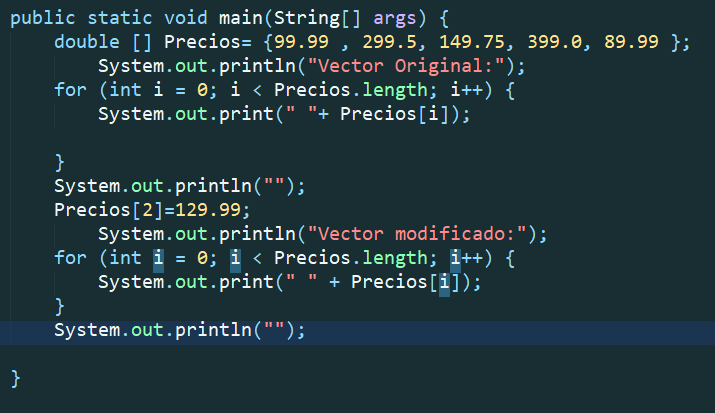 public static void main(String[] args) {
    double [] Precios= {99.99 , 299.5, 149.75, 399.0, 89.99 };
        System.out.println("Vector Original:");
    for (int i = 0; i < Precios.length; i++) {
        System.out.print(" "+ Precios[i]);

    }
    System.out.println("");
    Precios[2]=129.99;
        System.out.println("Vector modificado:");
    for (int i = 0; i < Precios.length; i++) {
        System.out.print(" " + Precios[i]);
    }
    System.out.println("");

}